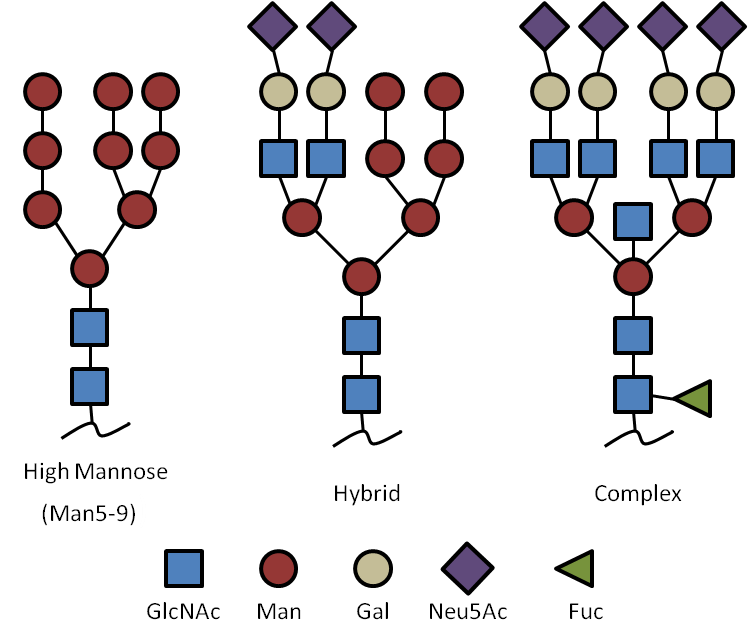 High Mannose
(Man5-9)
Hybrid
Complex
GlcNAc Man Gal Neu5Ac Fuc